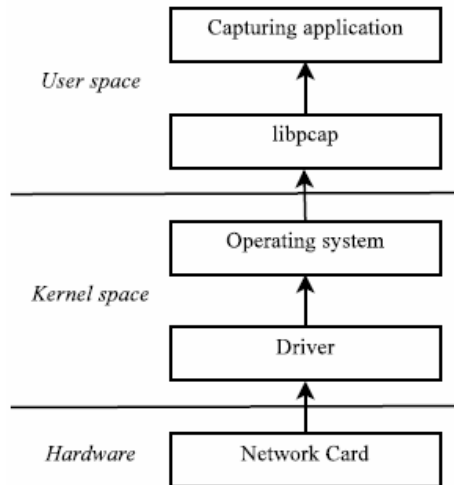 Capturing application
User space
libpcap
Operating system
Kernel space
Driver
Hardware
Network Card